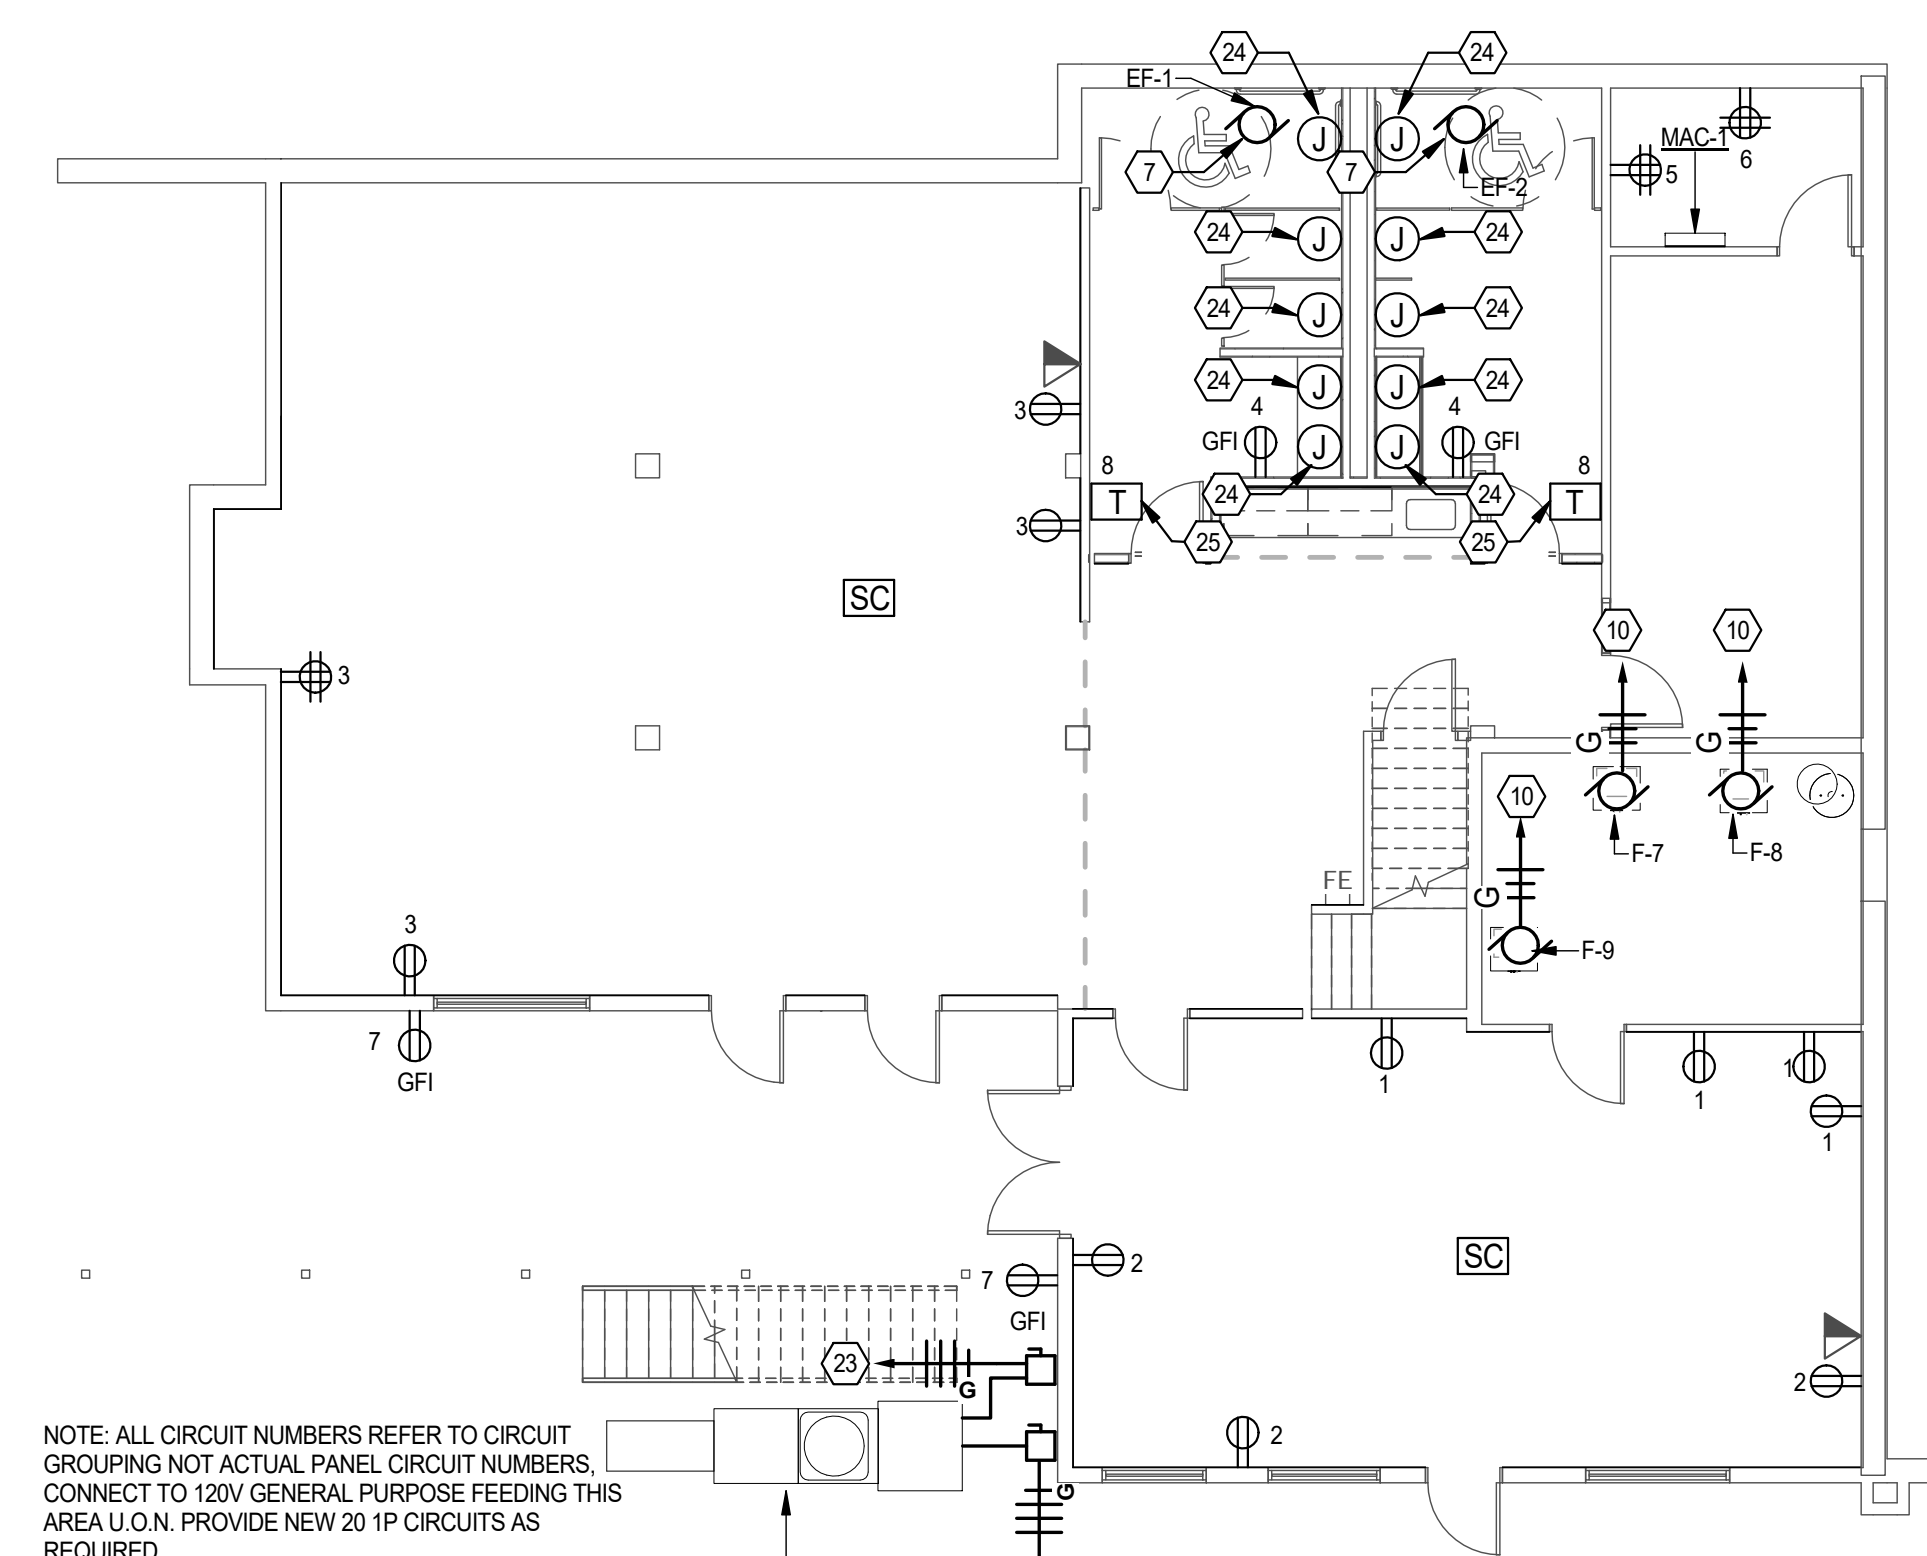 24
24
EF-1
J
J
MAC-1
6
7
7
5
EF-2
24
J
J
24
24
J
J
24
24
J
J
24
3
4
4
GFI
J
J
GFI
8
8
T
24
24
T
3
25
25
SC
10
10
3
G
G
10
F-7
F-8
FE
G
3
F-9
7
GFI
1
1
1
1
2
SC
7
GFI
23
G
2
2
NOTE: ALL CIRCUIT NUMBERS REFER TO CIRCUIT
GROUPING NOT ACTUAL PANEL CIRCUIT NUMBERS,
CONNECT TO 120V GENERAL PURPOSE FEEDING THIS
AREA U.O.N. PROVIDE NEW 20 1P CIRCUITS AS
REQUIRED
G